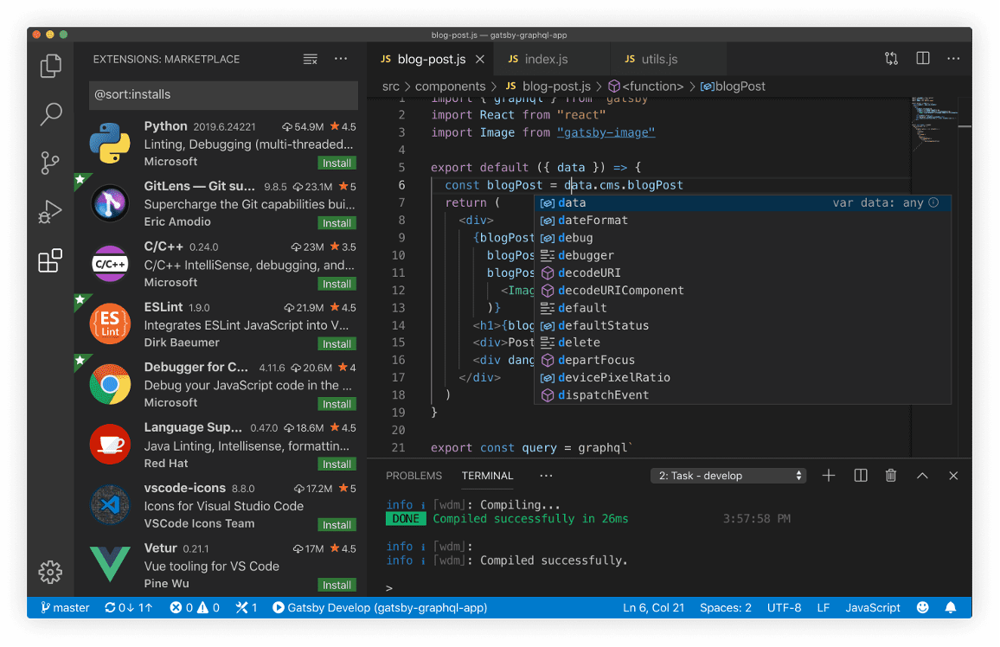 blog-post.js — gatsby-graphql-app
EXTENSIONS: MARKETPLACE
@sort:installs
Python 2019.6.24221 54.9M 4.5
Linting, Debugging (multi-threaded...
Microsoft Install
GitLens — Git su... 9.8.5 23.1M 5
Supercharge the Git capabilities bui...
Eric Amodio Install
C/C++
C/C++ 0.24.0 23M 3.5
C/C++ IntelliSense, debugging, and...
Microsoft Install
ES
Lint
ESLint 1.9.0 21.9M 4.5
Integrates ESLint JavaScript into V...
Dirk Baeumer Install
Debugger for C... 4.11.6 20.6M 4
Debug your JavaScript code in the ...
Microsoft Install
Language Sup... 0.47.0 18.6M 4.5
Java Linting, Intellisense, formattin...
Red Hat Install
vscode-icons 8.8.0 17.2M 5
Icons for Visual Studio Code
VSCode Icons Team Install
Vetur 0.21.1 17M 4.5
Vue tooling for VS Code
Pine Wu Install
JS blog-post.js JS index.js JS utils.js
src > components > JS blog-post.js > <function> > blogPost
1 import { graphql } from "gatsby"
2 import React from "react"
3 import Image from "gatsby-image"
4
5 export default ({ data }) => {
6 const blogPost = data.cms.blogPost
7 return (
8 <div>
9 {blogPost
10 blogPos
11 blogPos
12 <Imag
13 )}
14 <h1>{blog
15 <div>Post
16 <div dang
17 </div>
18 )
19 }
20
21 export const query = graphql`
data var data: any
dateFormat
debug
debugger
decodeURI
decodeURIComponent
default
defaultStatus
delete
departFocus
devicePixelRatio
dispatchEvent
PROBLEMS TERMINAL ... 2: Task - develop
info i ｢wdm｣: Compiling...
DONE Compiled successfully in 26ms 3:57:58 PM
info i ｢wdm｣:
info i ｢wdm｣: Compiled successfully.
>
master 0↓ 1↑ 0 0 1 Gatsby Develop (gatsby-graphql-app) Ln 6, Col 21 Spaces: 2 UTF-8 LF JavaScript